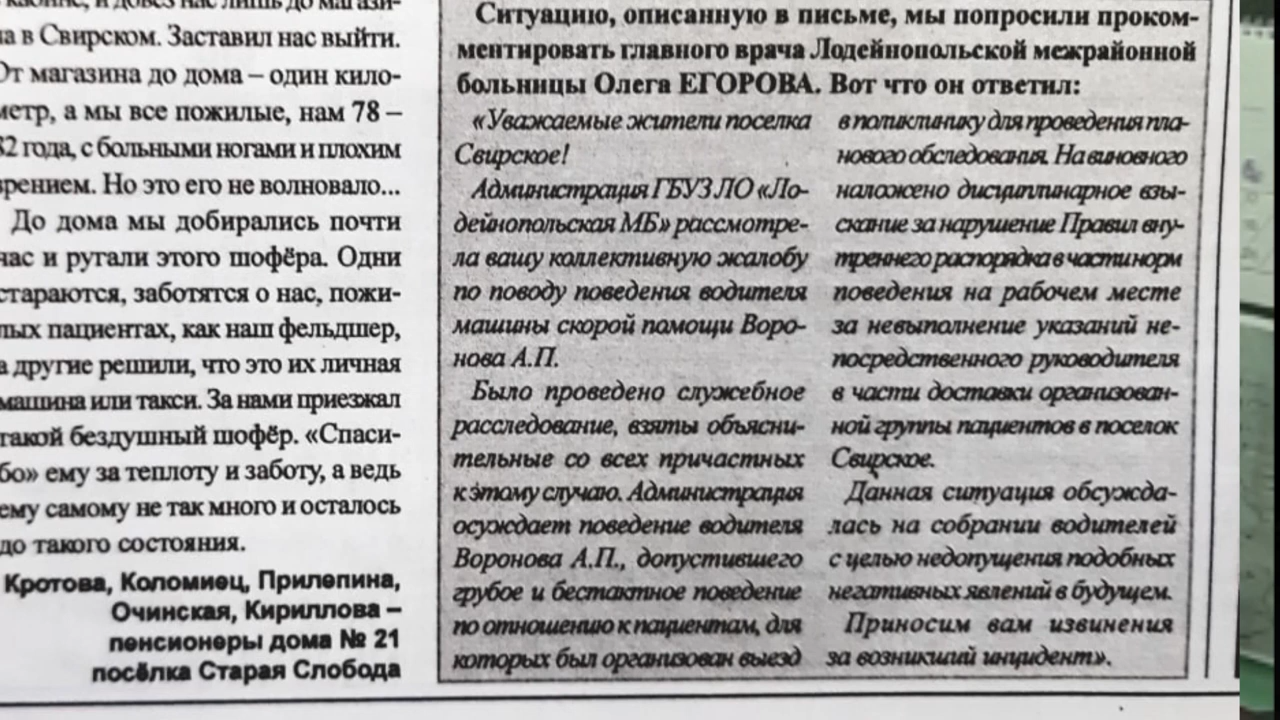 на в Свирском. Заставил нас выйти.
От магазина до дома – один кило-
метр, а мы все пожилые, нам 78 –
82 года, с больными ногами и плохим
зрением. Но это его не волновало...
До дома мы добирались почти
час и ругали этого шофёра. Одни
стараются, заботятся о нас, пожи-
лых пациентах, как наш фельдшер,
а другие решили, что это их личная
машина или такси. За нами приезжал
такой бездушный шофёр. «Спаси-
бо» ему за теплоту и заботу, а ведь
ему самому не так много и осталось
до такого состояния.
Кротова, Коломиец, Прилепина,
Очинская, Кириллова –
пенсионеры дома № 21
посёлка Старая Слобода
Ситуацию, описанную в письме, мы попросили проком-
ментировать главного врача Лодейнопольской межрайонной
больницы Олега ЕГОРОВА. Вот что он ответил:
«Уважаемые жители поселка
Свирское!
Администрация ГБУЗ ЛО «Ло-
дейнопольская МБ» рассмотре-
ла вашу коллективную жалобу
по поводу поведения водителя
машины скорой помощи Воро-
нова А.П.
Было проведено служебное
расследование, взяты объясни-
тельные со всех причастных
к этому случаю. Администрация
осуждает поведение водителя
Воронова А.П., допустившего
грубое и бестактное поведение
по отношению к пациентам, для
которых был организован выезд
в поликлинику для проведения пла-
нового обследования. На виновного
наложено дисциплинарное взы-
скание за нарушение Правил вну-
треннего распорядка в части норм
поведения на рабочем месте
за невыполнение указаний не-
посредственного руководителя
в части доставки организован-
ной группы пациентов в поселок
Свирское.
Данная ситуация обсужда-
лась на собрании водителей
с целью недопущения подобных
негативных явлений в будущем.
Приносим вам извинения
за возникший инцидент».